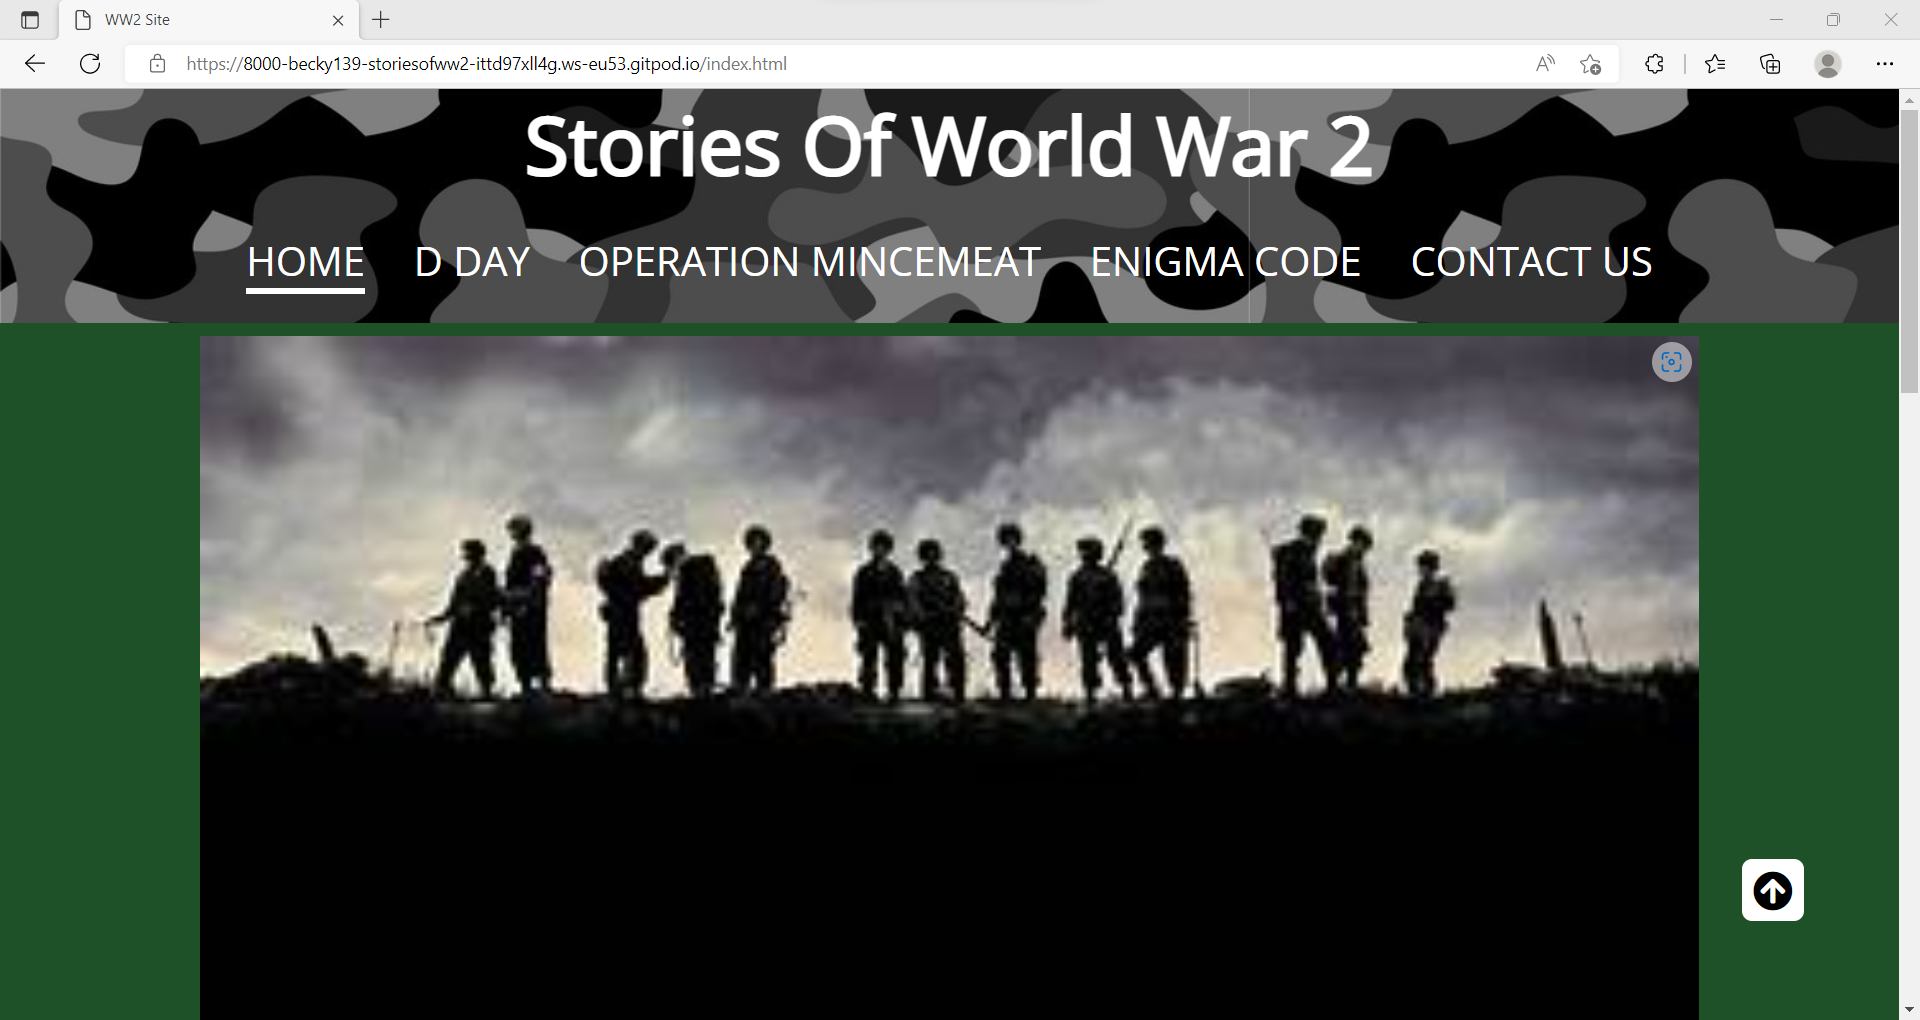 WW2 Site
https://8000-becky139-storiesofww2-ittd97xll4g.ws-eu53.gitpod.io/index.html
Stories Of World War 2
HOME D DAY OPERATION MINCEMEAT ENIGMA CODE CONTACT US